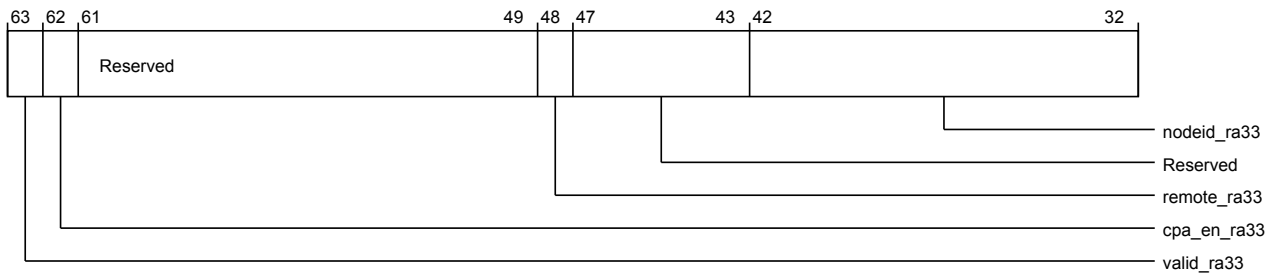 63 62 61 49 48 47 43 42 32
Reserved
nodeid_ra33
Reserved
remote_ra33
cpa_en_ra33
valid_ra33